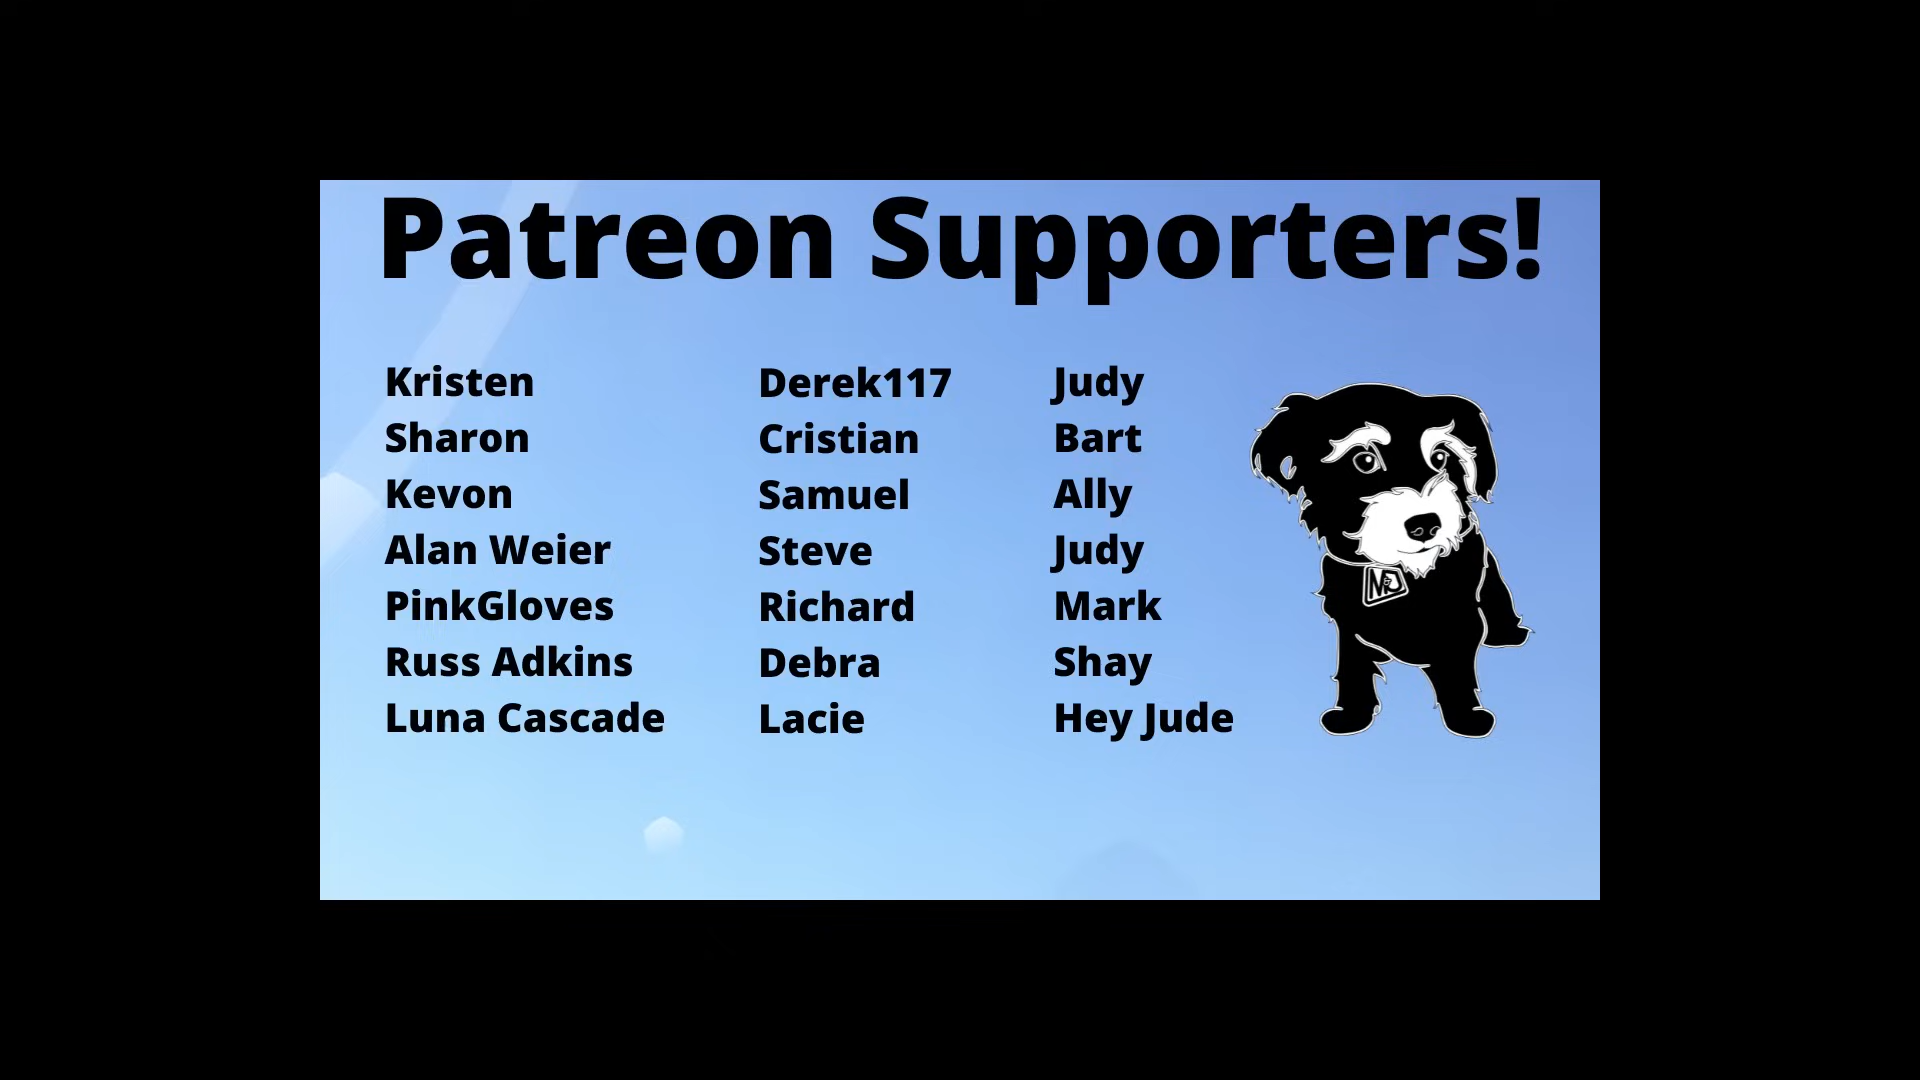 Patreon Supporters!
Kristen
Sharon
Kevon
Alan Weier
PinkGloves
Russ Adkins
Luna Cascade
Derek117
Cristian
Samuel
Steve
Richard
Debra
Lacie
Judy
Bart
Ally
Judy
Mark
Shay
Hey Jude